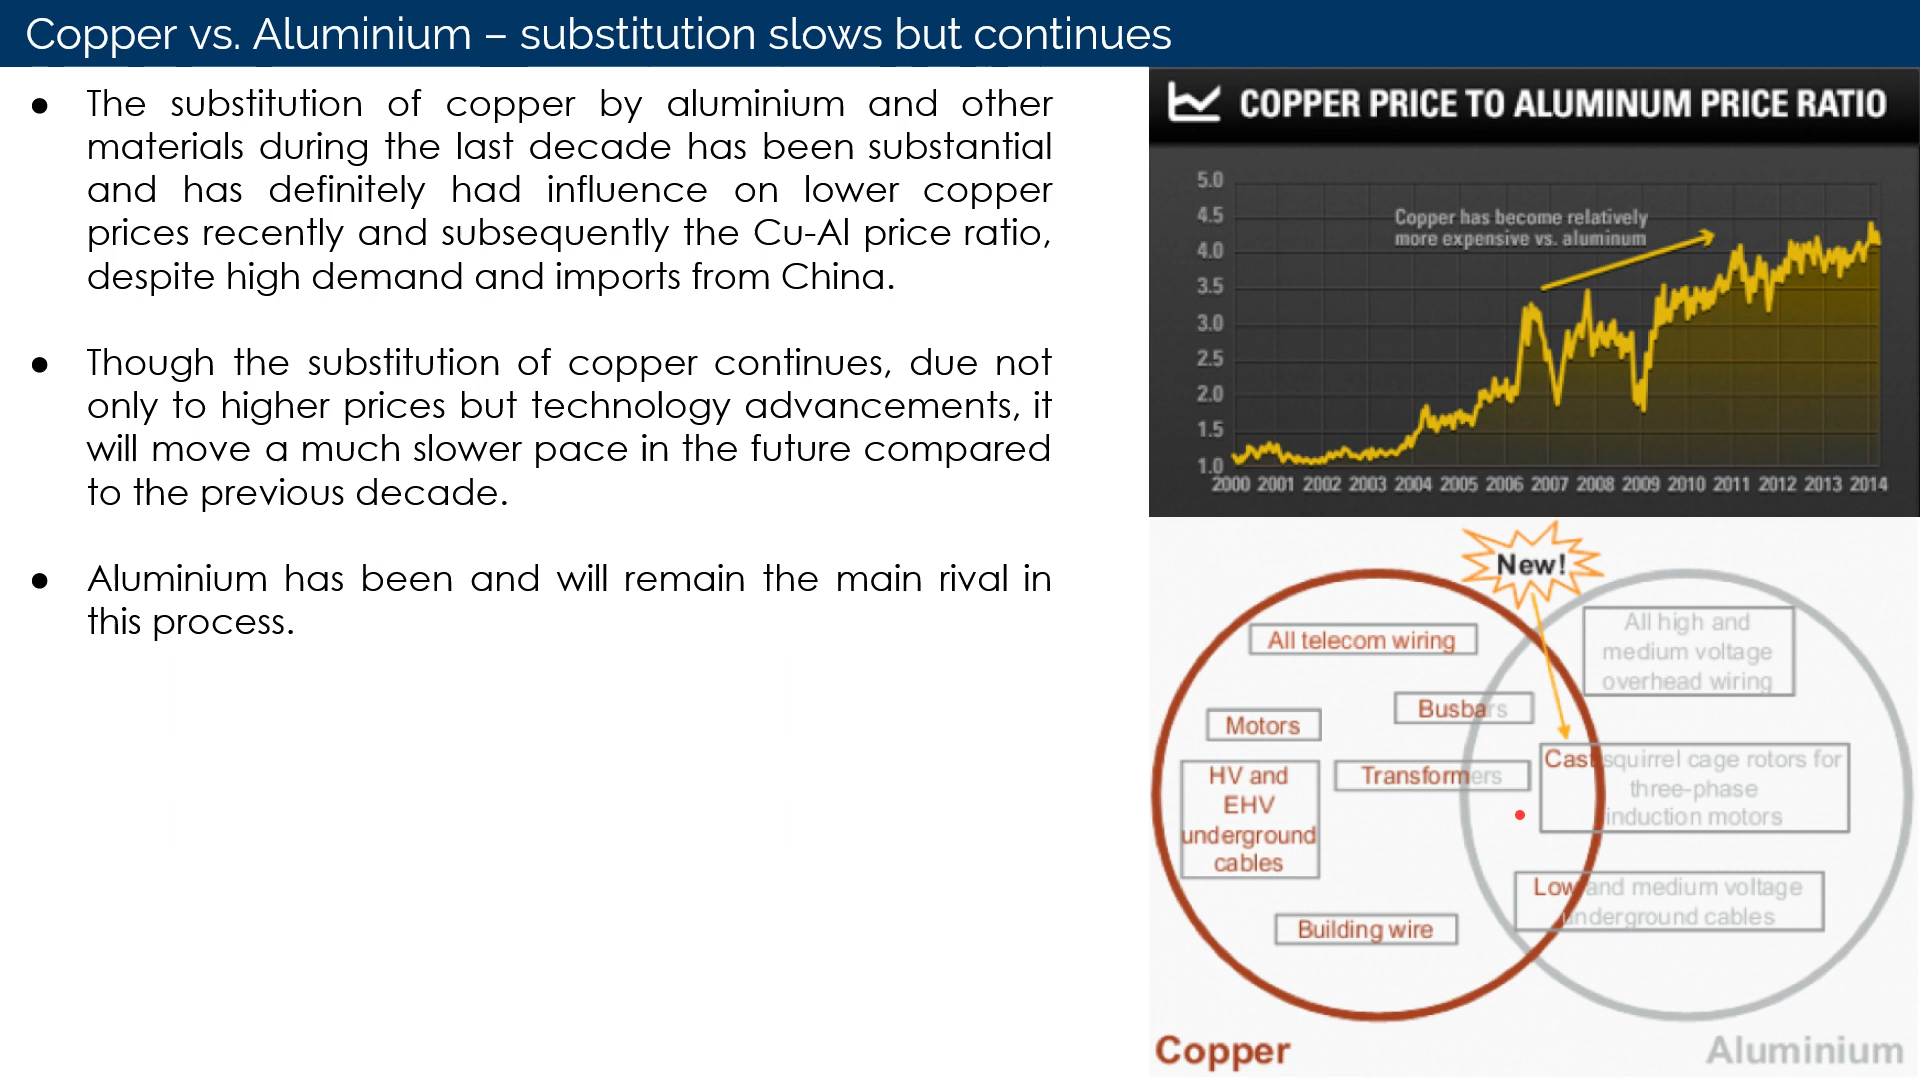 Copper vs. Aluminium – substitution slows but continues
● The substitution of copper by aluminium and other
materials during the last decade has been substantial
and has definitely had influence on lower copper
prices recently and subsequently the Cu-Al price ratio,
despite high demand and imports from China.
● Though the substitution of copper continues, due not
only to higher prices but technology advancements, it
will move a much slower pace in the future compared
to the previous decade.
● Aluminium has been and will remain the main rival in
this process.
COPPER PRICE TO ALUMINUM PRICE RATIO
5.0
4.5
4.0
3.5
3.0
2.5
2.0
1.5
1.0
Copper has become relatively
more expensive vs. aluminum
2000 2001 2002 2003 2004 2005 2006 2007 2008 2009 2010 2011 2012 2013 2014
New!
All telecom wiring
All high and
medium voltage
overhead wiring
Busbars
Motors
Cast squirrel cage rotors for
three-phase
induction motors
HV and
EHV
underground
cables
Transformers
Low and medium voltage
underground cables
Building wire
Copper
Aluminium